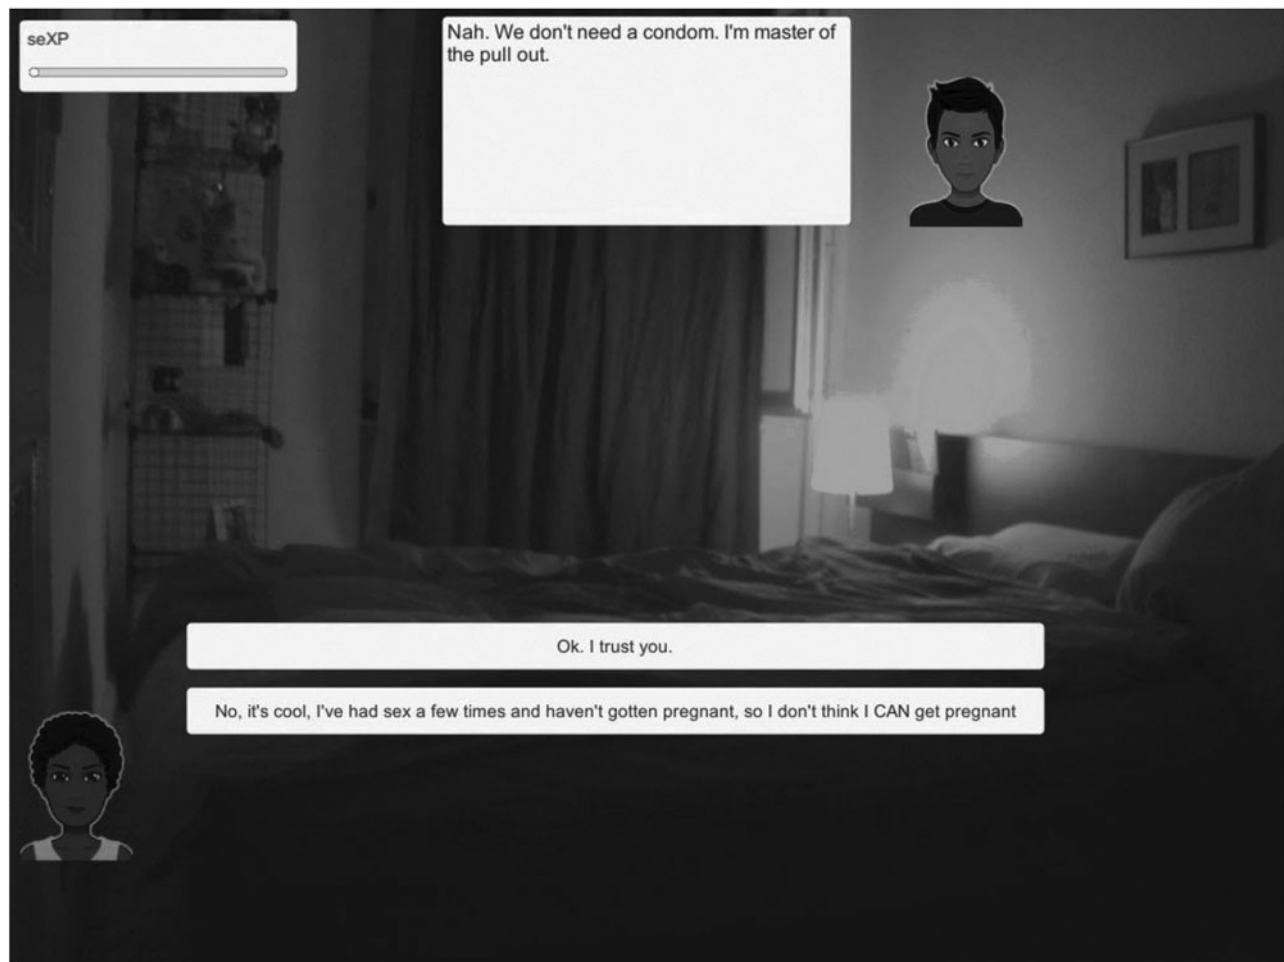 seXP
Nah. We don't need a condom. I'm master of
the pull out.
Ok. I trust you.
No, it's cool, I've had sex a few times and haven't gotten pregnant, so I don't think I CAN get pregnant